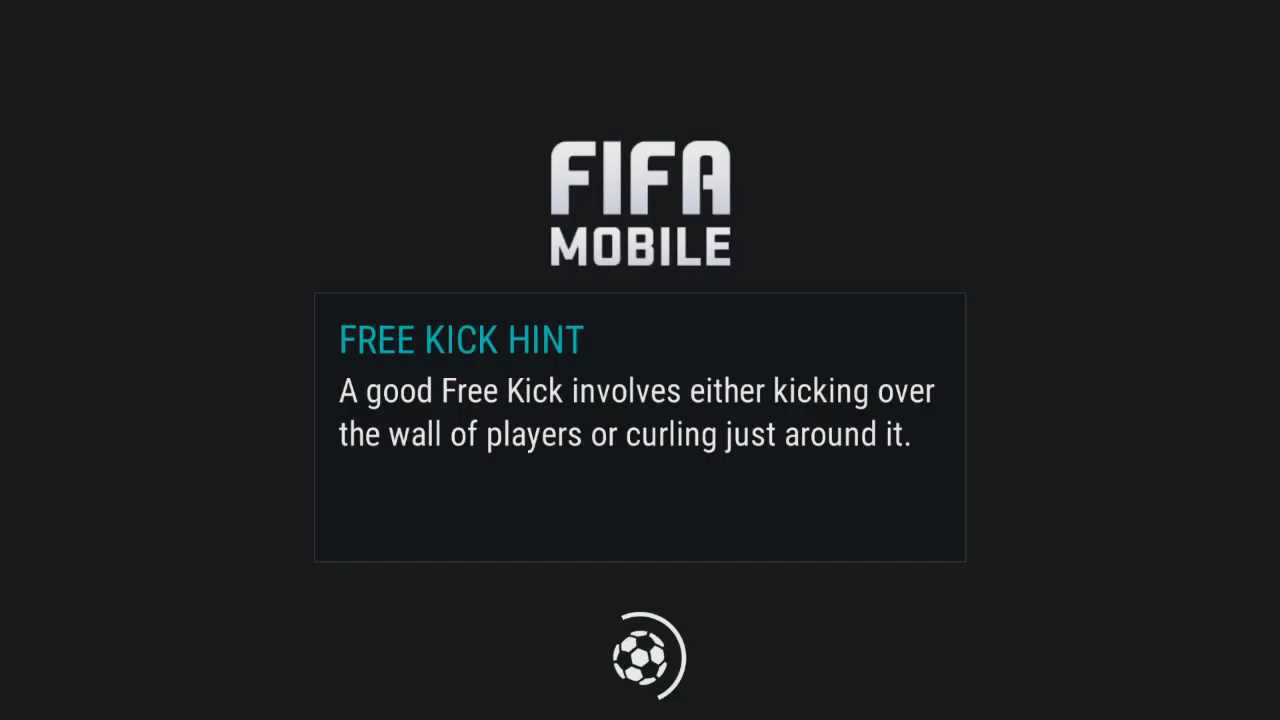 FIFA
MOBILE
FREE KICK HINT
A good Free Kick involves either kicking over
the wall of players or curling just around it.